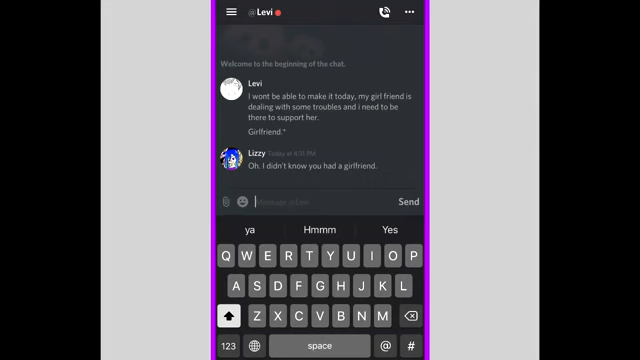 @Levi
Welcome to the beginning of the chat.
Levi
I wont be able to make it today, my girl friend is
dealing with some troubles and i need to be
there to support her.
Girlfriend.*
Lizzy Today at 4:31 PM
Oh. I didn't know you had a girlfriend.
Message @Levi Send
ya Hmmm Yes
Q W E R T Y U I O P
A S D F G H J K L
Z X C V B N M
123 space @ #